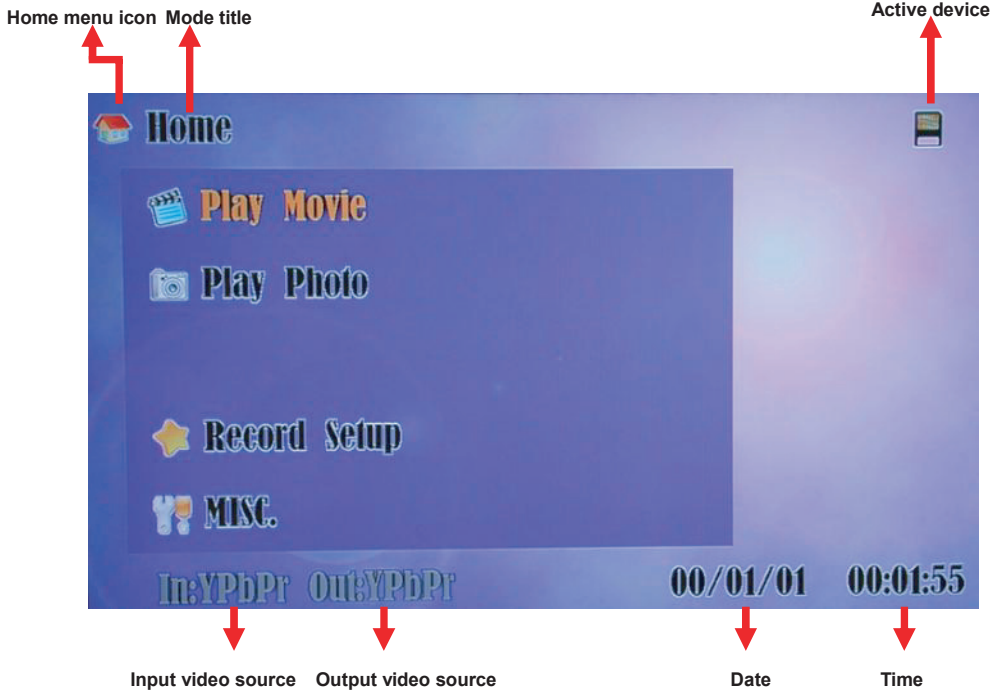 Home menu icon Mode title
Active device
Home
Play Movie
Play Photo
Record Setup
MISC.
In:YPbPr Out:YPbPr
00/01/01 00:01:55
Input video source Output video source Date Time